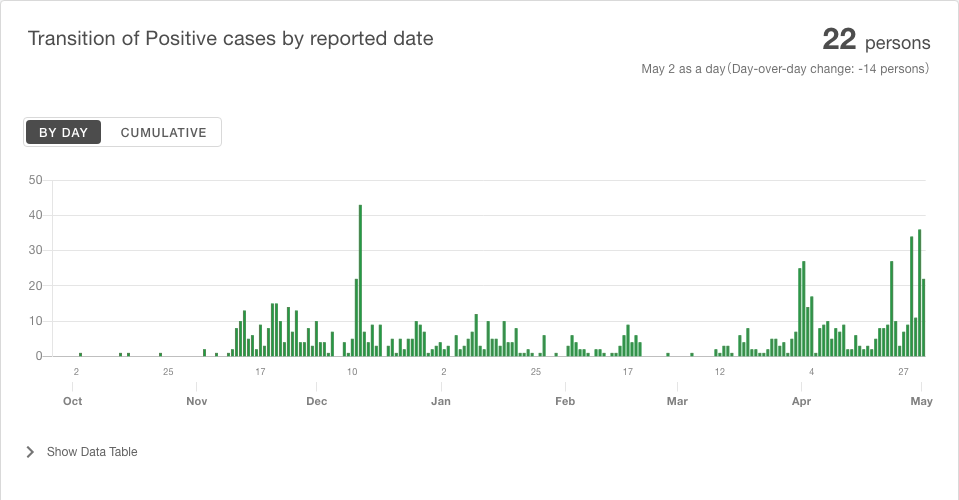 Transition of Positive cases by reported date
22 persons
May 2 as a day(Day-over-day change: -14 persons)
BY DAY
CUMULATIVE
50
40
30
20
10
0
2 25 17 10 2 25 17 12 4 27
Oct Nov Dec Jan Feb Mar Apr May
Show Data Table